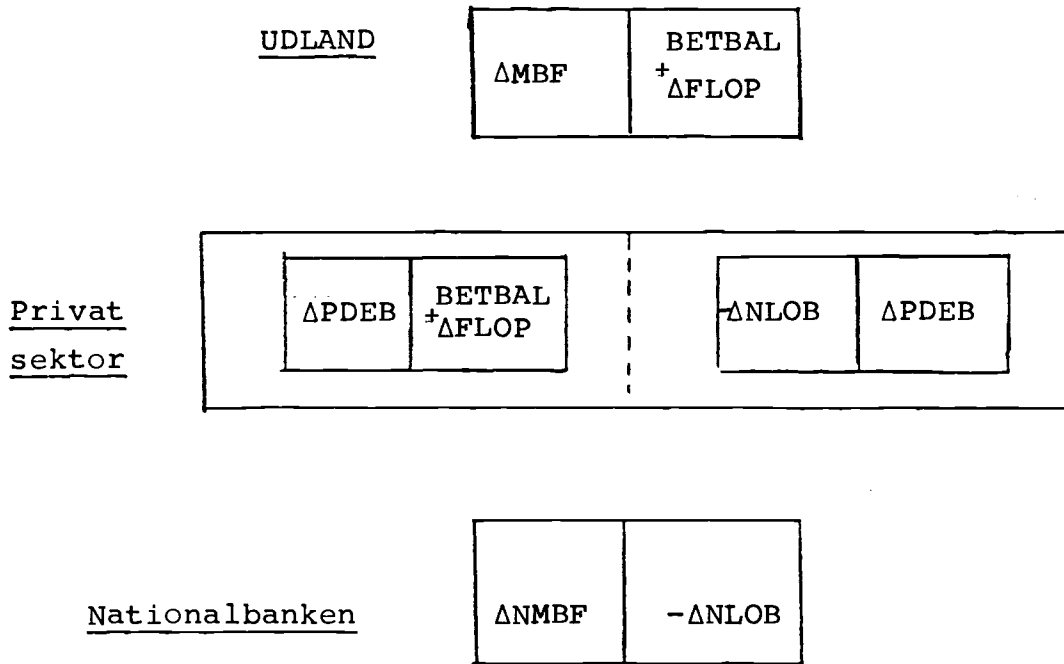 UDLAND
ΔMBF
BETBAL
+ΔFLOP
Privat
sektor
ΔPDEB
BETBAL
+ΔFLOP
-ΔNLOB
ΔPDEB
Nationalbanken
ΔNMBF
-ΔNLOB